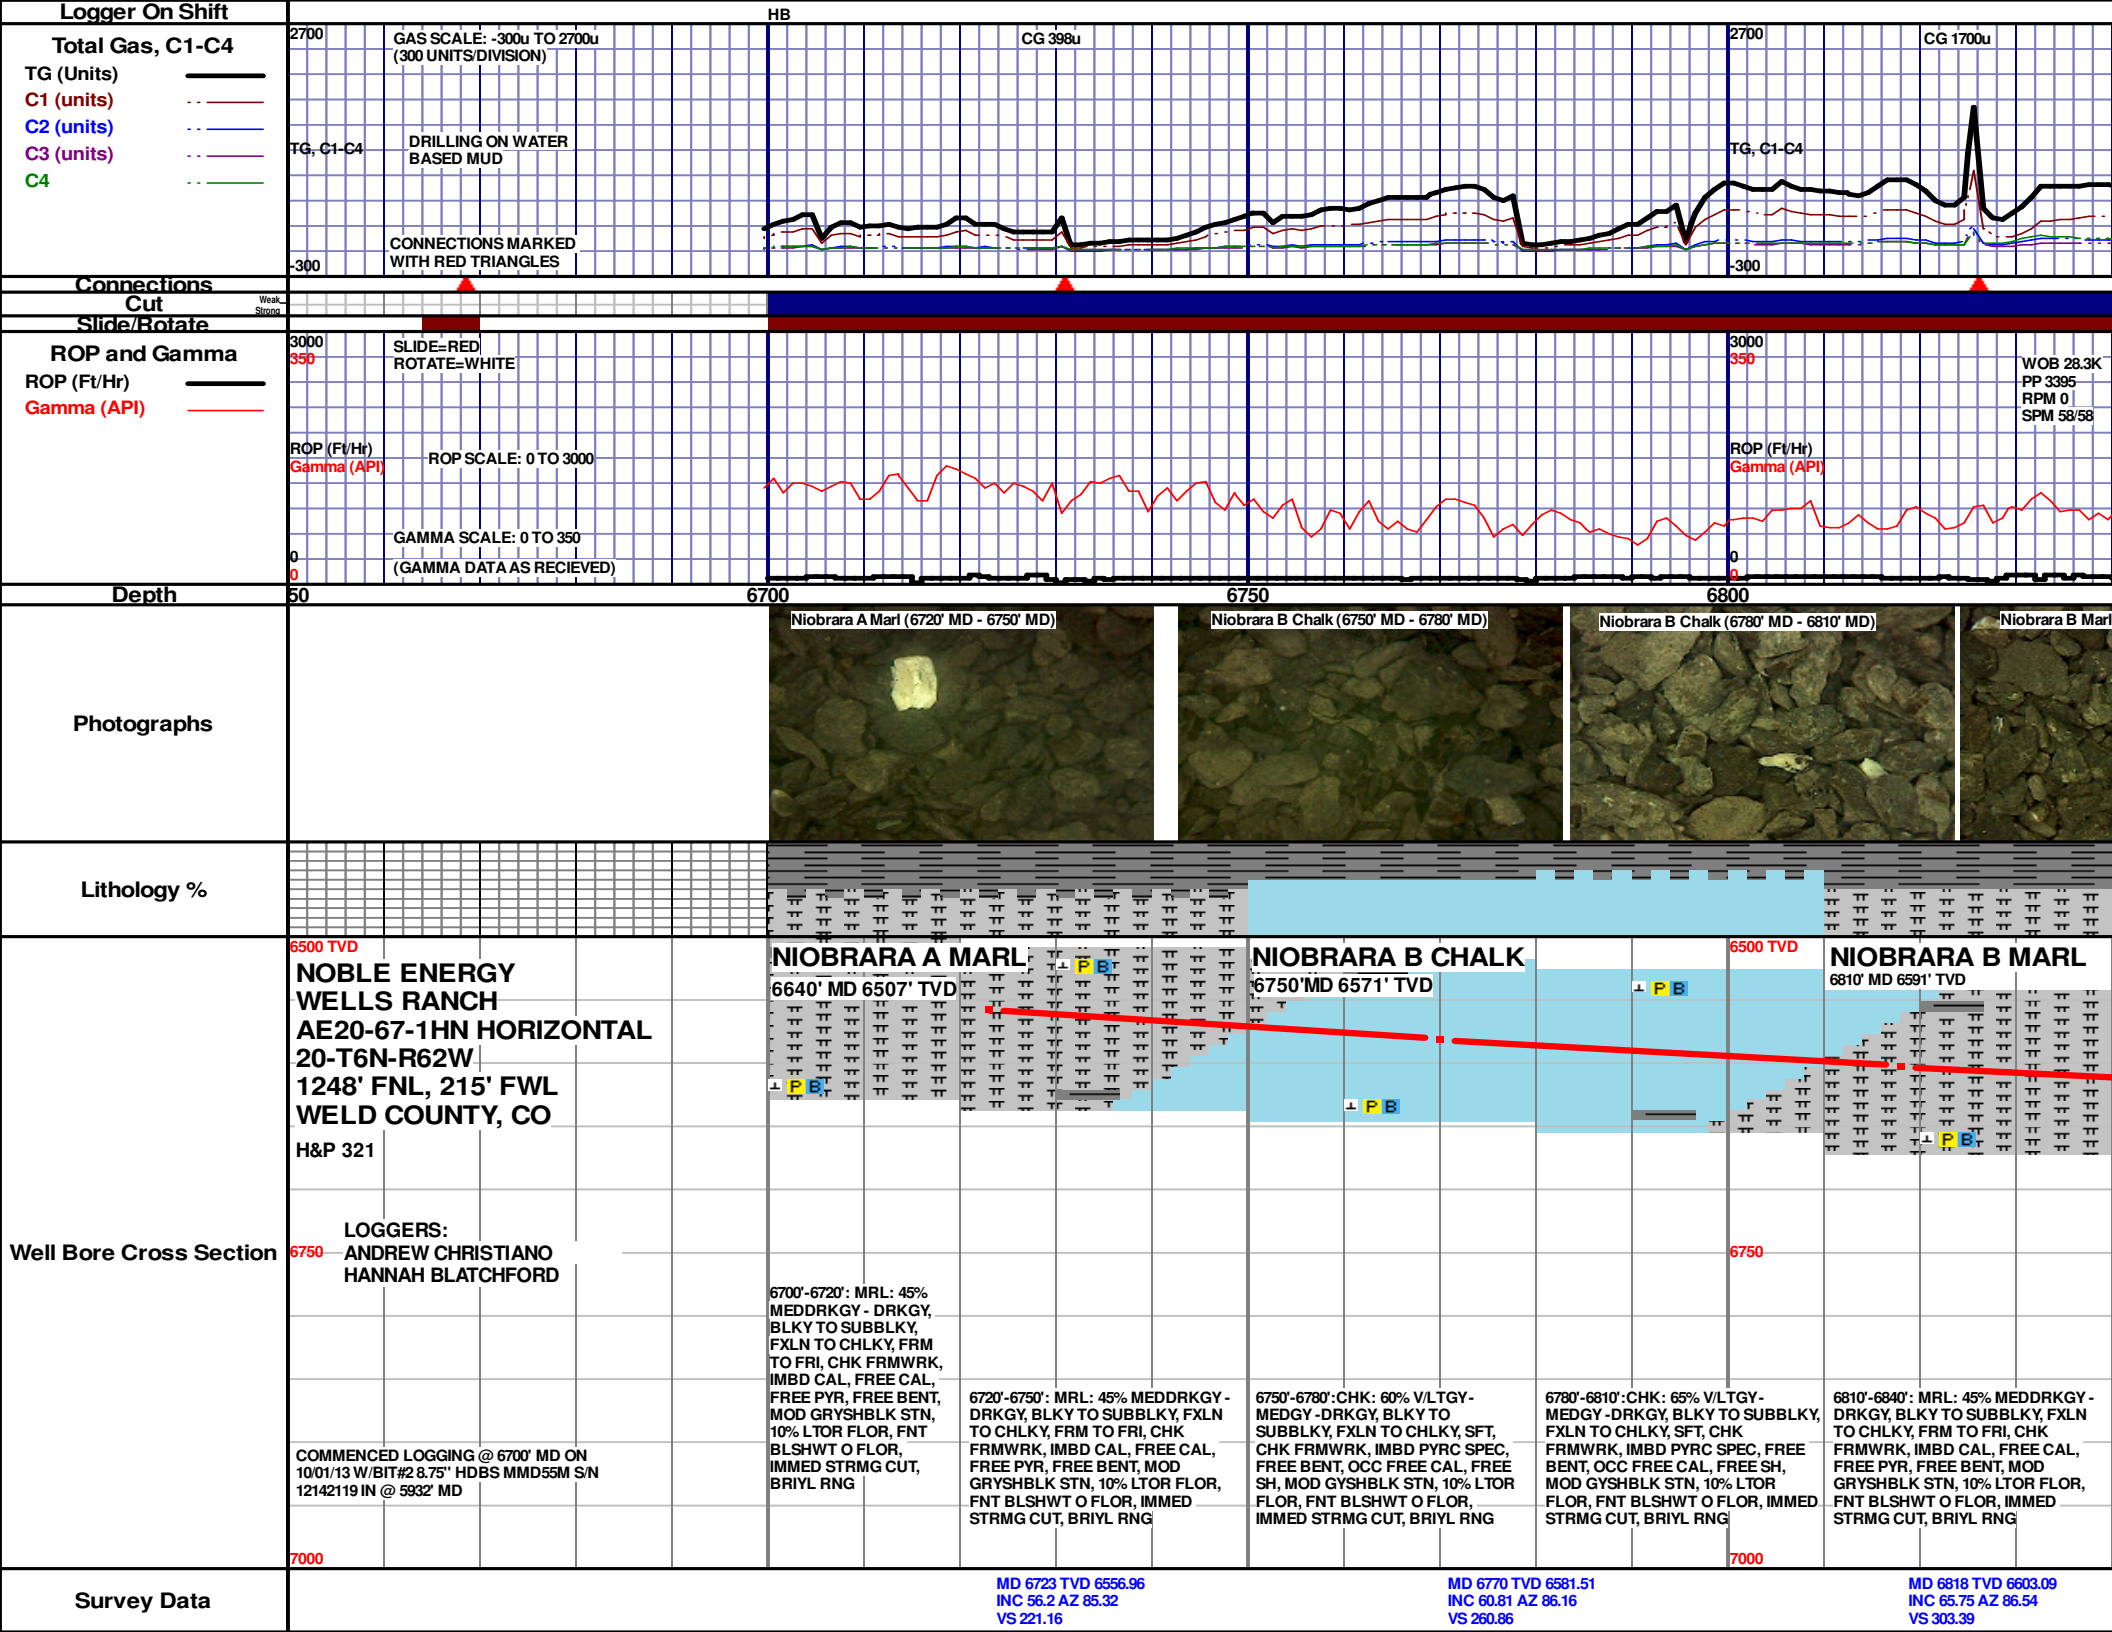 Logger On Shift
HB
Total Gas, C1-C4
TG (Units)
C1 (units)
C2 (units)
C3 (units)
C4
2700
GAS SCALE: -300u TO 2700u
(300 UNITS/DIVISION)
CG 398u
2700
CG 1700u
TG, C1-C4
DRILLING ON WATER
BASED MUD
TG, C1-C4
CONNECTIONS MARKED
WITH RED TRIANGLES
-300
-300
Connections
Cut
Weak
Strong
Slide/Rotate
ROP and Gamma
ROP (Ft/Hr)
Gamma (API)
3000
350
SLIDE=RED
ROTATE=WHITE
3000
350
WOB 28.3K
PP 3395
RPM 0
SPM 58/58
ROP (Ft/Hr)
Gamma (API)
ROP SCALE: 0 TO 3000
ROP (Ft/Hr)
Gamma (API)
GAMMA SCALE: 0 TO 350
(GAMMA DATA AS RECIEVED)
0
0
0
0
Depth
50
6700
6750
6800
Photographs
Niobrara A Marl (6720' MD - 6750' MD)
Niobrara B Chalk (6750' MD - 6780' MD)
Niobrara B Chalk (6780' MD - 6810' MD)
Niobrara B Marl
Lithology %
Well Bore Cross Section
6500 TVD
NOBLE ENERGY
WELLS RANCH
AE20-67-1HN HORIZONTAL
20-T6N-R62W
1248' FNL, 215' FWL
WELD COUNTY, CO
H&P 321
LOGGERS:
ANDREW CHRISTIANO
HANNAH BLATCHFORD
6750
COMMENCED LOGGING @ 6700' MD ON
10/01/13 W/BIT#2 8.75" HDBS MMD55M S/N
12142119 IN @ 5932' MD
7000
NIOBRARA A MARL
6640' MD 6507' TVD
P B
P B
NIOBRARA B CHALK
6750'MD 6571' TVD
P B
P B
6500 TVD
NIOBRARA B MARL
6810' MD 6591' TVD
P B
6750
7000
6700'-6720': MRL: 45%
MEDDRKGY - DRKGY,
BLKY TO SUBBLKY,
FXLN TO CHLKY, FRM
TO FRI, CHK FRMWRK,
IMBD CAL, FREE CAL,
FREE PYR, FREE BENT,
MOD GRYSHBLK STN,
10% LTOR FLOR, FNT
BLSHWT O FLOR,
IMMED STRMG CUT,
BRIYL RNG
6720'-6750': MRL: 45% MEDDRKGY -
DRKGY, BLKY TO SUBBLKY, FXLN
TO CHLKY, FRM TO FRI, CHK
FRMWRK, IMBD CAL, FREE CAL,
FREE PYR, FREE BENT, MOD
GRYSHBLK STN, 10% LTOR FLOR,
FNT BLSHWT O FLOR, IMMED
STRMG CUT, BRIYL RNG
6750'-6780':CHK: 60% V/LTGY-
MEDGY -DRKGY, BLKY TO
SUBBLKY, FXLN TO CHLKY, SFT,
CHK FRMWRK, IMBD PYRC SPEC,
FREE BENT, OCC FREE CAL, FREE
SH, MOD GYSHBLK STN, 10% LTOR
FLOR, FNT BLSHWT O FLOR,
IMMED STRMG CUT, BRIYL RNG
6780'-6810':CHK: 65% V/LTGY-
MEDGY -DRKGY, BLKY TO SUBBLKY,
FXLN TO CHLKY, SFT, CHK
FRMWRK, IMBD PYRC SPEC, FREE
BENT, OCC FREE CAL, FREE SH,
MOD GYSHBLK STN, 10% LTOR
FLOR, FNT BLSHWT O FLOR, IMMED
STRMG CUT, BRIYL RNG
6810'-6840': MRL: 45% MEDDRKGY -
DRKGY, BLKY TO SUBBLKY, FXLN
TO CHLKY, FRM TO FRI, CHK
FRMWRK, IMBD CAL, FREE CAL,
FREE PYR, FREE BENT, MOD
GRYSHBLK STN, 10% LTOR FLOR,
FNT BLSHWT O FLOR, IMMED
STRMG CUT, BRIYL RNG
Survey Data
MD 6723 TVD 6556.96
INC 56.2 AZ 85.32
VS 221.16
MD 6770 TVD 6581.51
INC 60.81 AZ 86.16
VS 260.86
MD 6818 TVD 6603.09
INC 65.75 AZ 86.54
VS 303.39